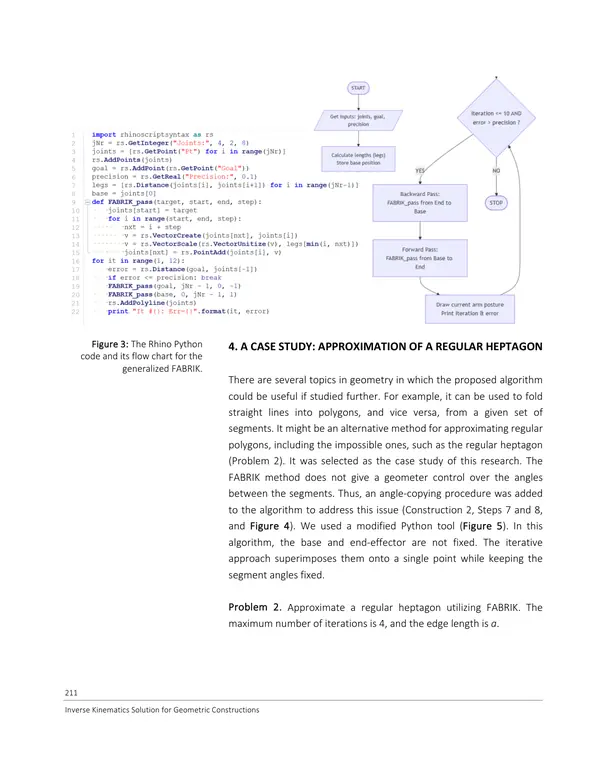 1 import rhinoscriptsyntax as rs
2 jNr = rs.GetInteger("Joints:", 4, 2, 8)
3 joints = [rs.GetPoint("Pt") for i in range(jNr)]
4 rs.AddPoints(joints)
5 goal = rs.AddPoint(rs.GetPoint("Goal"))
6 precision = rs.GetReal("Precision:", 0.1)
7 legs = [rs.Distance(joints[i], joints[i+1]) for i in range(jNr-1)]
8 base = joints[0]
9 def FABRIK_pass(target, start, end, step):
10 joints[start] = target
11 for i in range(start, end, step):
12 nxt = i + step
13 v = rs.VectorCreate(joints[nxt], joints[i])
14 v = rs.VectorScale(rs.VectorUnitize(v), legs[min(i, nxt)])
15 joints[nxt] = rs.PointAdd(joints[i], v)
16 for it in range(1, 12):
17 error = rs.Distance(goal, joints[-1])
18 if error <= precision: break
19 FABRIK_pass(goal, jNr - 1, 0, -1)
20 FABRIK_pass(base, 0, jNr - 1, 1)
21 rs.AddPolyline(joints)
22 print "It #{}: Err={}".format(it, error)
START
Get Inputs: joints, goal,
precision
Calculate lengths (legs)
Store base position
Iteration <= 10 AND
error > precision ?
YES
NO
Backward Pass:
FABRIK_pass from End to
Base
STOP
Forward Pass:
FABRIK_pass from Base to
End
Draw current arm posture
Print Iteration & error
Figure 3: The Rhino Python
code and its flow chart for the
generalized FABRIK.
4. A CASE STUDY: APPROXIMATION OF A REGULAR HEPTAGON
There are several topics in geometry in which the proposed algorithm
could be useful if studied further. For example, it can be used to fold
straight lines into polygons, and vice versa, from a given set of
segments. It might be an alternative method for approximating regular
polygons, including the impossible ones, such as the regular heptagon
(Problem 2). It was selected as the case study of this research. The
FABRIK method does not give a geometer control over the angles
between the segments. Thus, an angle-copying procedure was added
to the algorithm to address this issue (Construction 2, Steps 7 and 8,
and Figure 4). We used a modified Python tool (Figure 5). In this
algorithm, the base and end-effector are not fixed. The iterative
approach superimposes them onto a single point while keeping the
segment angles fixed.
Problem 2. Approximate a regular heptagon utilizing FABRIK. The
maximum number of iterations is 4, and the edge length is a.
211
Inverse Kinematics Solution for Geometric Constructions